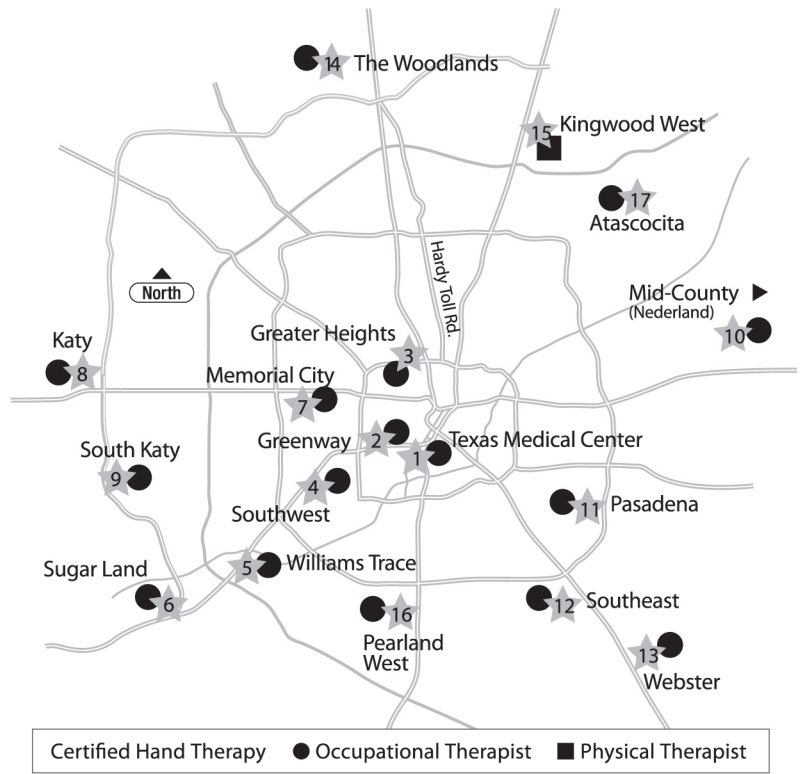 14 The Woodlands
15 Kingwood West
17
Atascocita
Hardy Toll Rd.
North
Mid-County
(Nederland)
10
Katy
8
Greater Heights
3
Memorial City
7
Greenway 2
1 Texas Medical Center
South Katy
9
4
Southwest
11 Pasadena
Sugar Land
6
5 Williams Trace
16
Pearland
West
12 Southeast
13
Webster
Certified Hand Therapy Occupational Therapist Physical Therapist